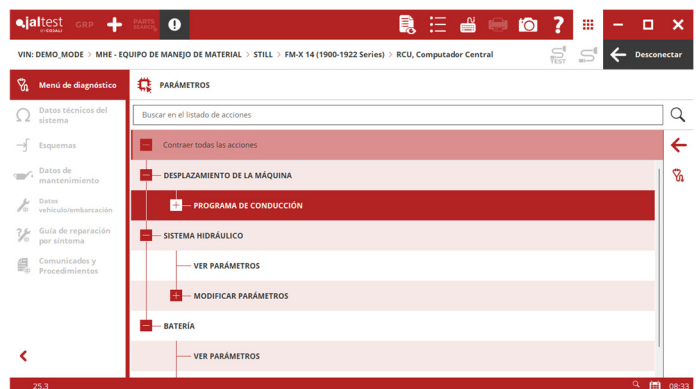 jaltest GRP PARTS SEARCH
BY COJALI
VIN: DEMO_MODE > MHE - EQUIPO DE MANEJO DE MATERIAL > STILL > FM-X 14 (1900-1922 Series) > RCU, Computador Central
TEST
Desconectar
Menú de diagnóstico
PARÁMETROS
Datos técnicos del
sistema
Buscar en el listado de acciones
Esquemas
Contraer todas las acciones
Datos de
mantenimiento
DESPLAZAMIENTO DE LA MÁQUINA
Datos
vehículo/embarcación
PROGRAMA DE CONDUCCIÓN
Guía de reparación
por síntoma
SISTEMA HIDRÁULICO
Comunicados y
Procedimientos
VER PARÁMETROS
MODIFICAR PARÁMETROS
BATERÍA
VER PARÁMETROS
25.3
08:33